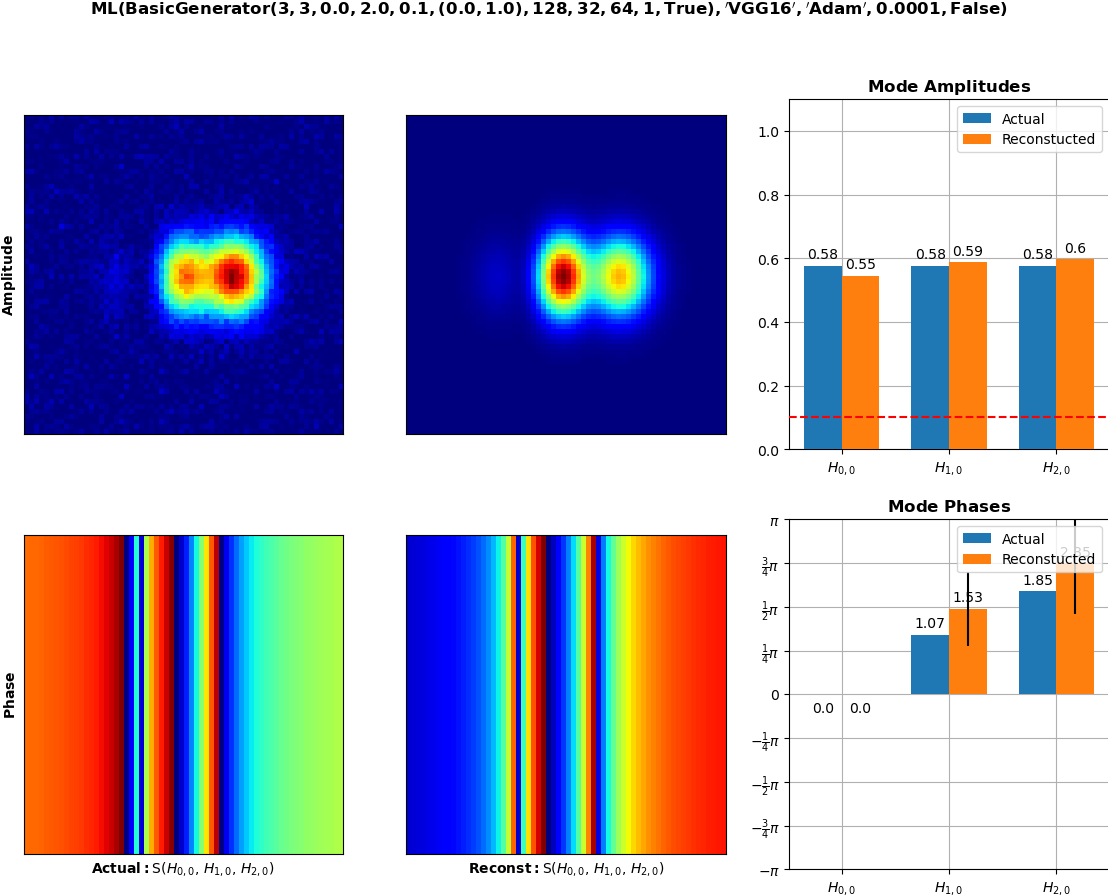 ML(BasicGenerator(3, 3, 0.0, 2.0, 0.1, (0.0, 1.0), 128, 32, 64, 1, True), ′VGG16′, ′Adam′, 0.0001, False)
Amplitude
Mode Amplitudes
Actual
Reconstucted
1.0
0.8
0.6
0.4
0.2
0.0
0.58
0.55
0.58
0.59
0.58
0.6
H0, 0
H1, 0
H2, 0
Phase
Actual: S(H0, 0, H1, 0, H2, 0)
Reconst: S(H0, 0, H1, 0, H2, 0)
Mode Phases
Actual
Reconstucted
π
3/4π
1/2π
1/4π
0
−1/4π
−1/2π
−3/4π
−π
0.0
0.0
1.07
1.53
1.85
2.35
H0, 0
H1, 0
H2, 0